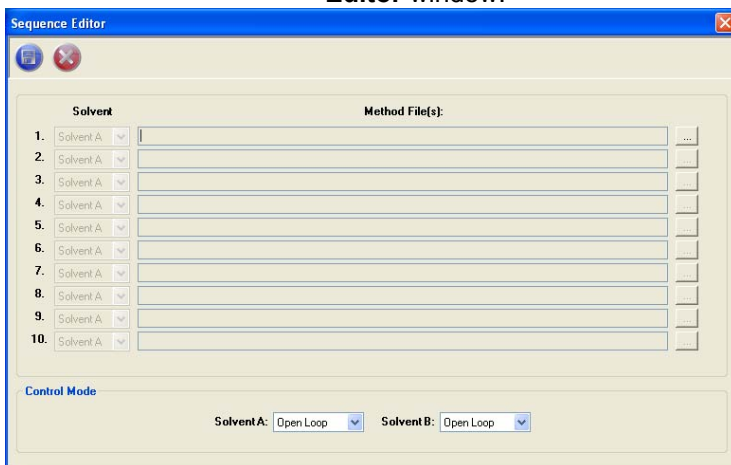 Editor window
Sequence Editor
Solvent Method File(s):
1. Solvent A ...
2. Solvent A ...
3. Solvent A ...
4. Solvent A ...
5. Solvent A ...
6. Solvent A ...
7. Solvent A ...
8. Solvent A ...
9. Solvent A ...
10. Solvent A ...
Control Mode
Solvent A: Open Loop Solvent B: Open Loop